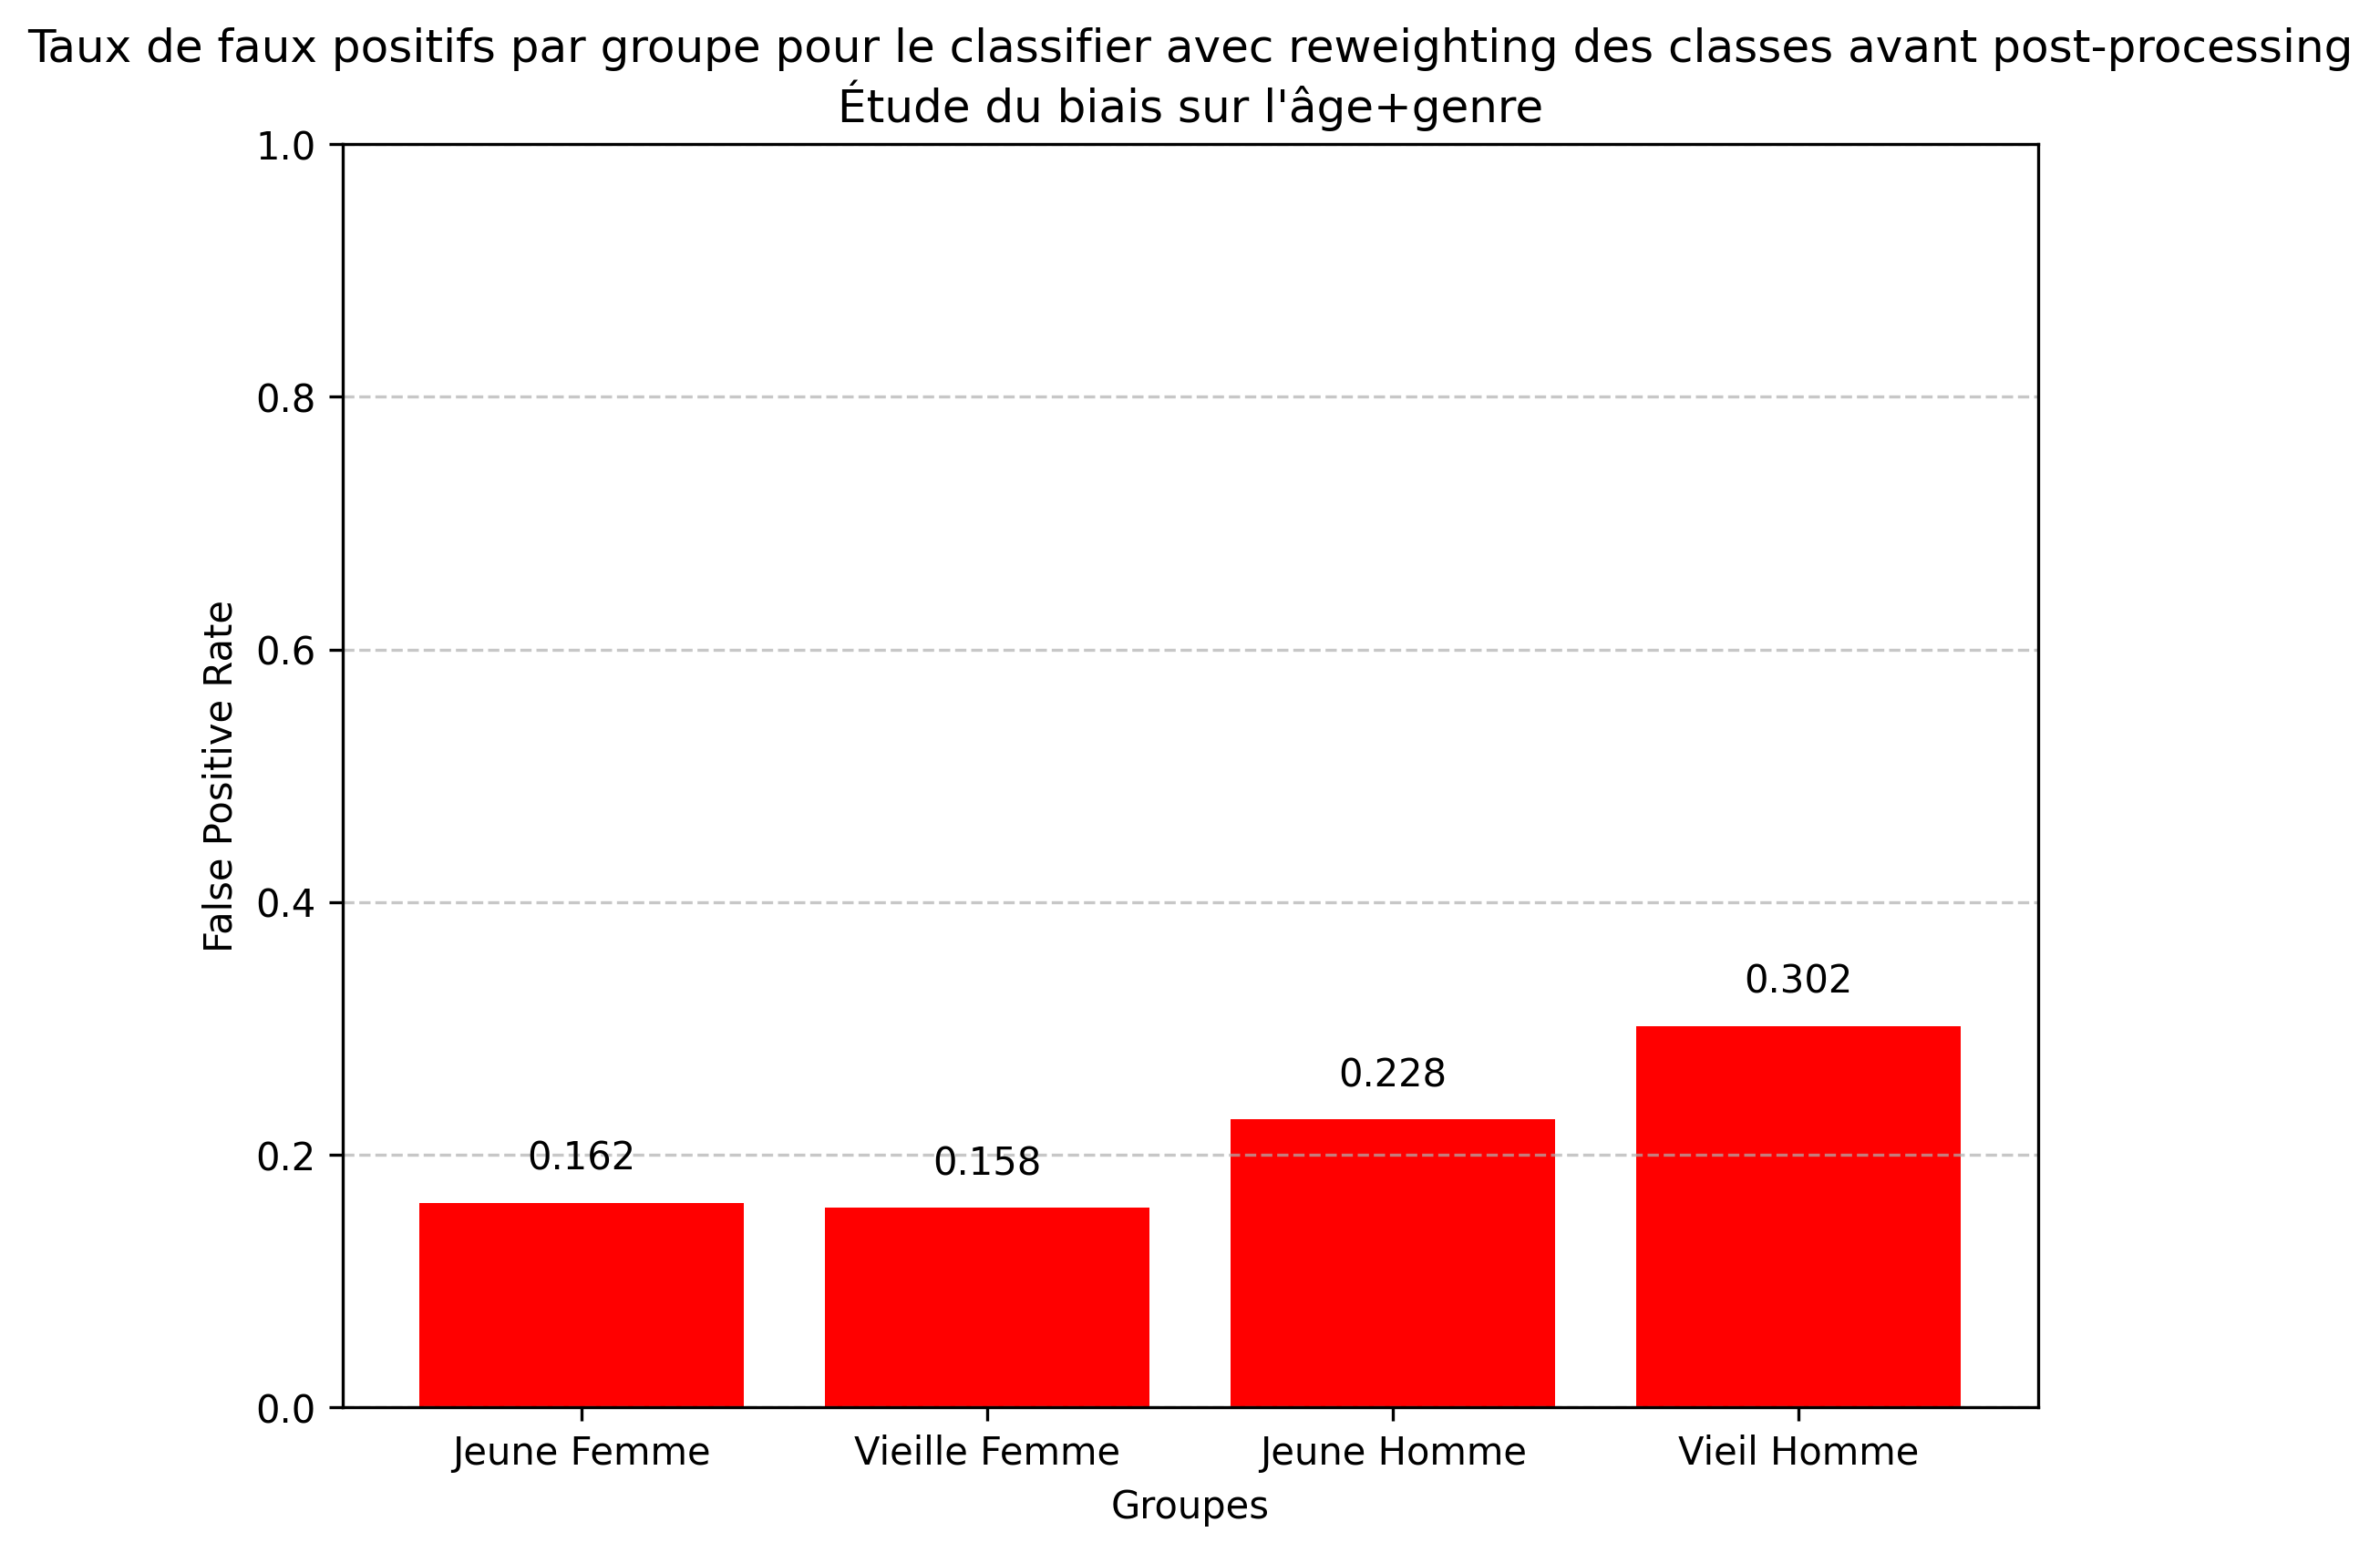 Taux de faux positifs par groupe pour le classifier avec reweighting des classes avant post-processing
Étude du biais sur l'âge+genre
1.0
0.8
0.6
0.4
0.2
0.0
False Positive Rate
0.162
0.158
0.228
0.302
Jeune Femme
Vieille Femme
Jeune Homme
Vieil Homme
Groupes